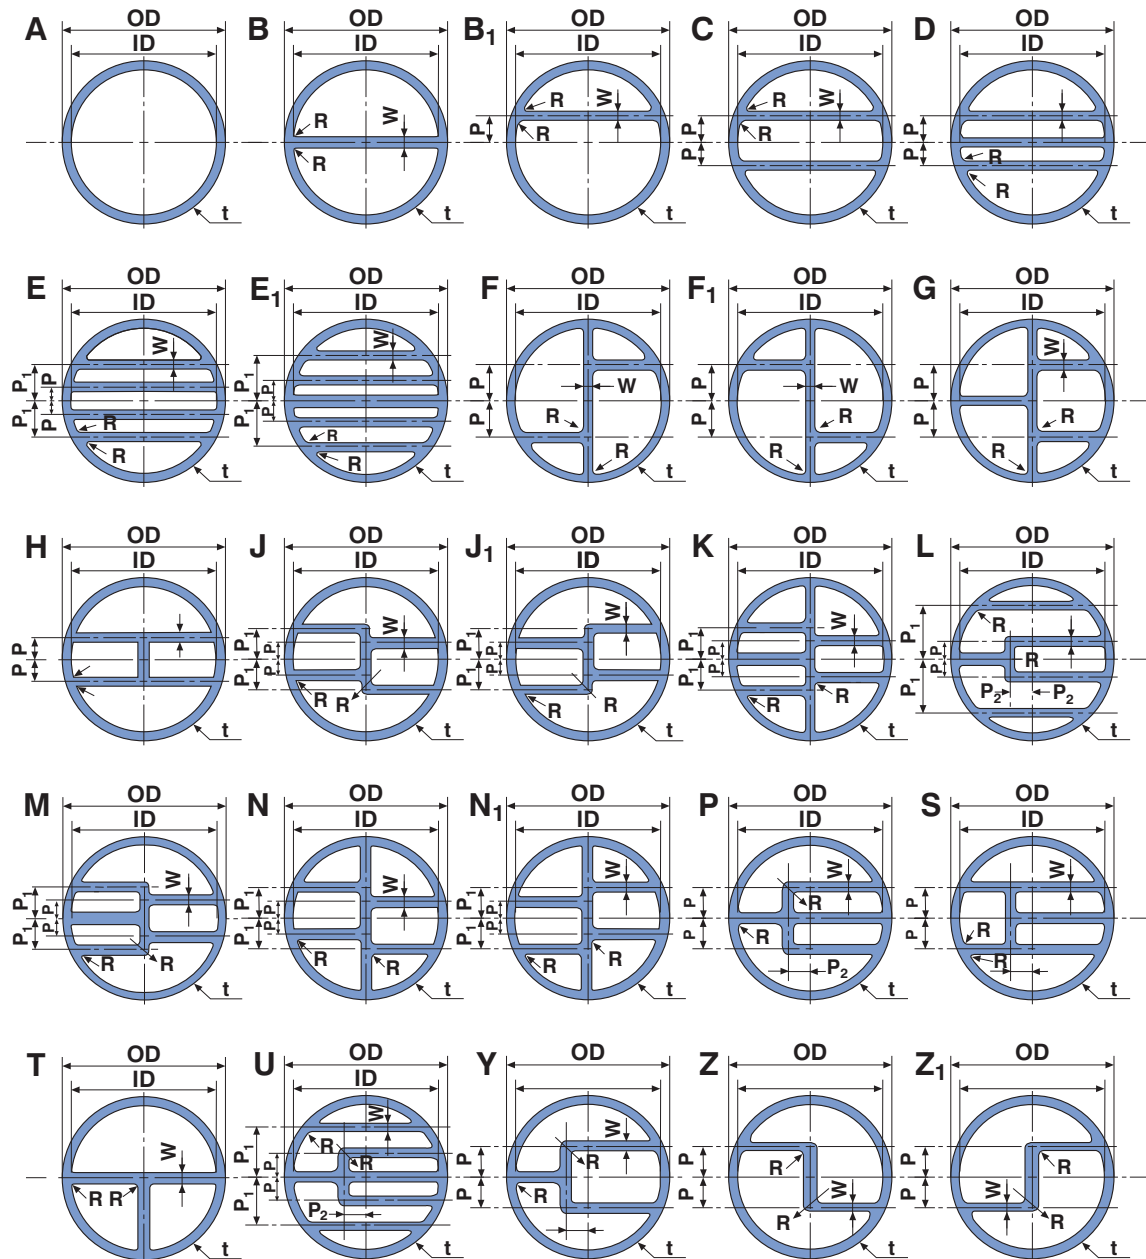 A OD ID t
B OD ID R W R t
B1 OD ID R W P R t
C OD ID R W P R P t
D OD ID P P R R t
E OD ID W P1 P P1 P R R t
E1 OD ID W P1 P P1 P R R t
F OD ID P W P R R t
F1 OD ID P W P R R t
G OD ID W P P R R t
H OD ID P P t
J OD ID W P1 P P1 P R R t
J1 OD ID W P1 P P1 P R R t
K OD ID W P1 P P1 P R R t
L OD ID R P1 P P1 P R P2 P2 t
M OD ID W P1 P P1 P R R t
N OD ID W P1 P P1 P R R t
N1 OD ID W P1 P P1 P R R t
P OD ID W P R P R P2 t
S OD ID W P P R R t
T OD ID W R R t
U OD ID W P1 R P R P1 P P2 t
Y OD W P R P R t
Z OD P R W P R t
Z1 OD P R W P R t